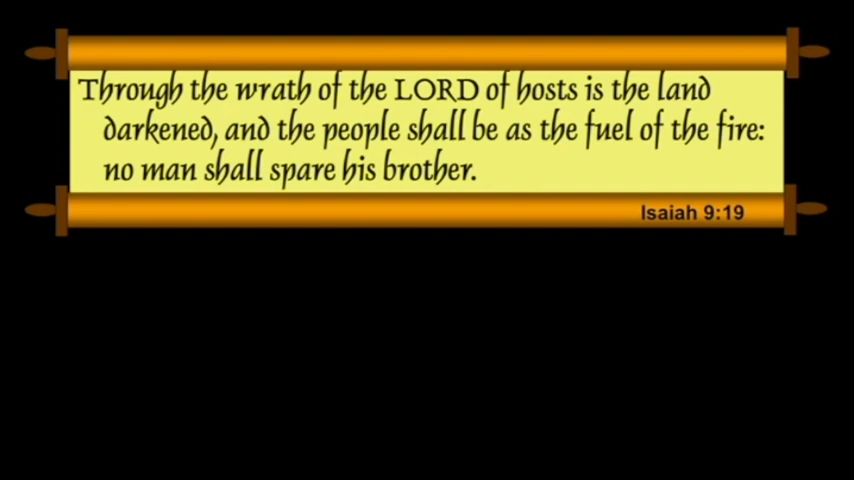 Through the wrath of the LORD of hosts is the land
darkened, and the people shall be as the fuel of the fire:
no man shall spare his brother.
Isaiah 9:19